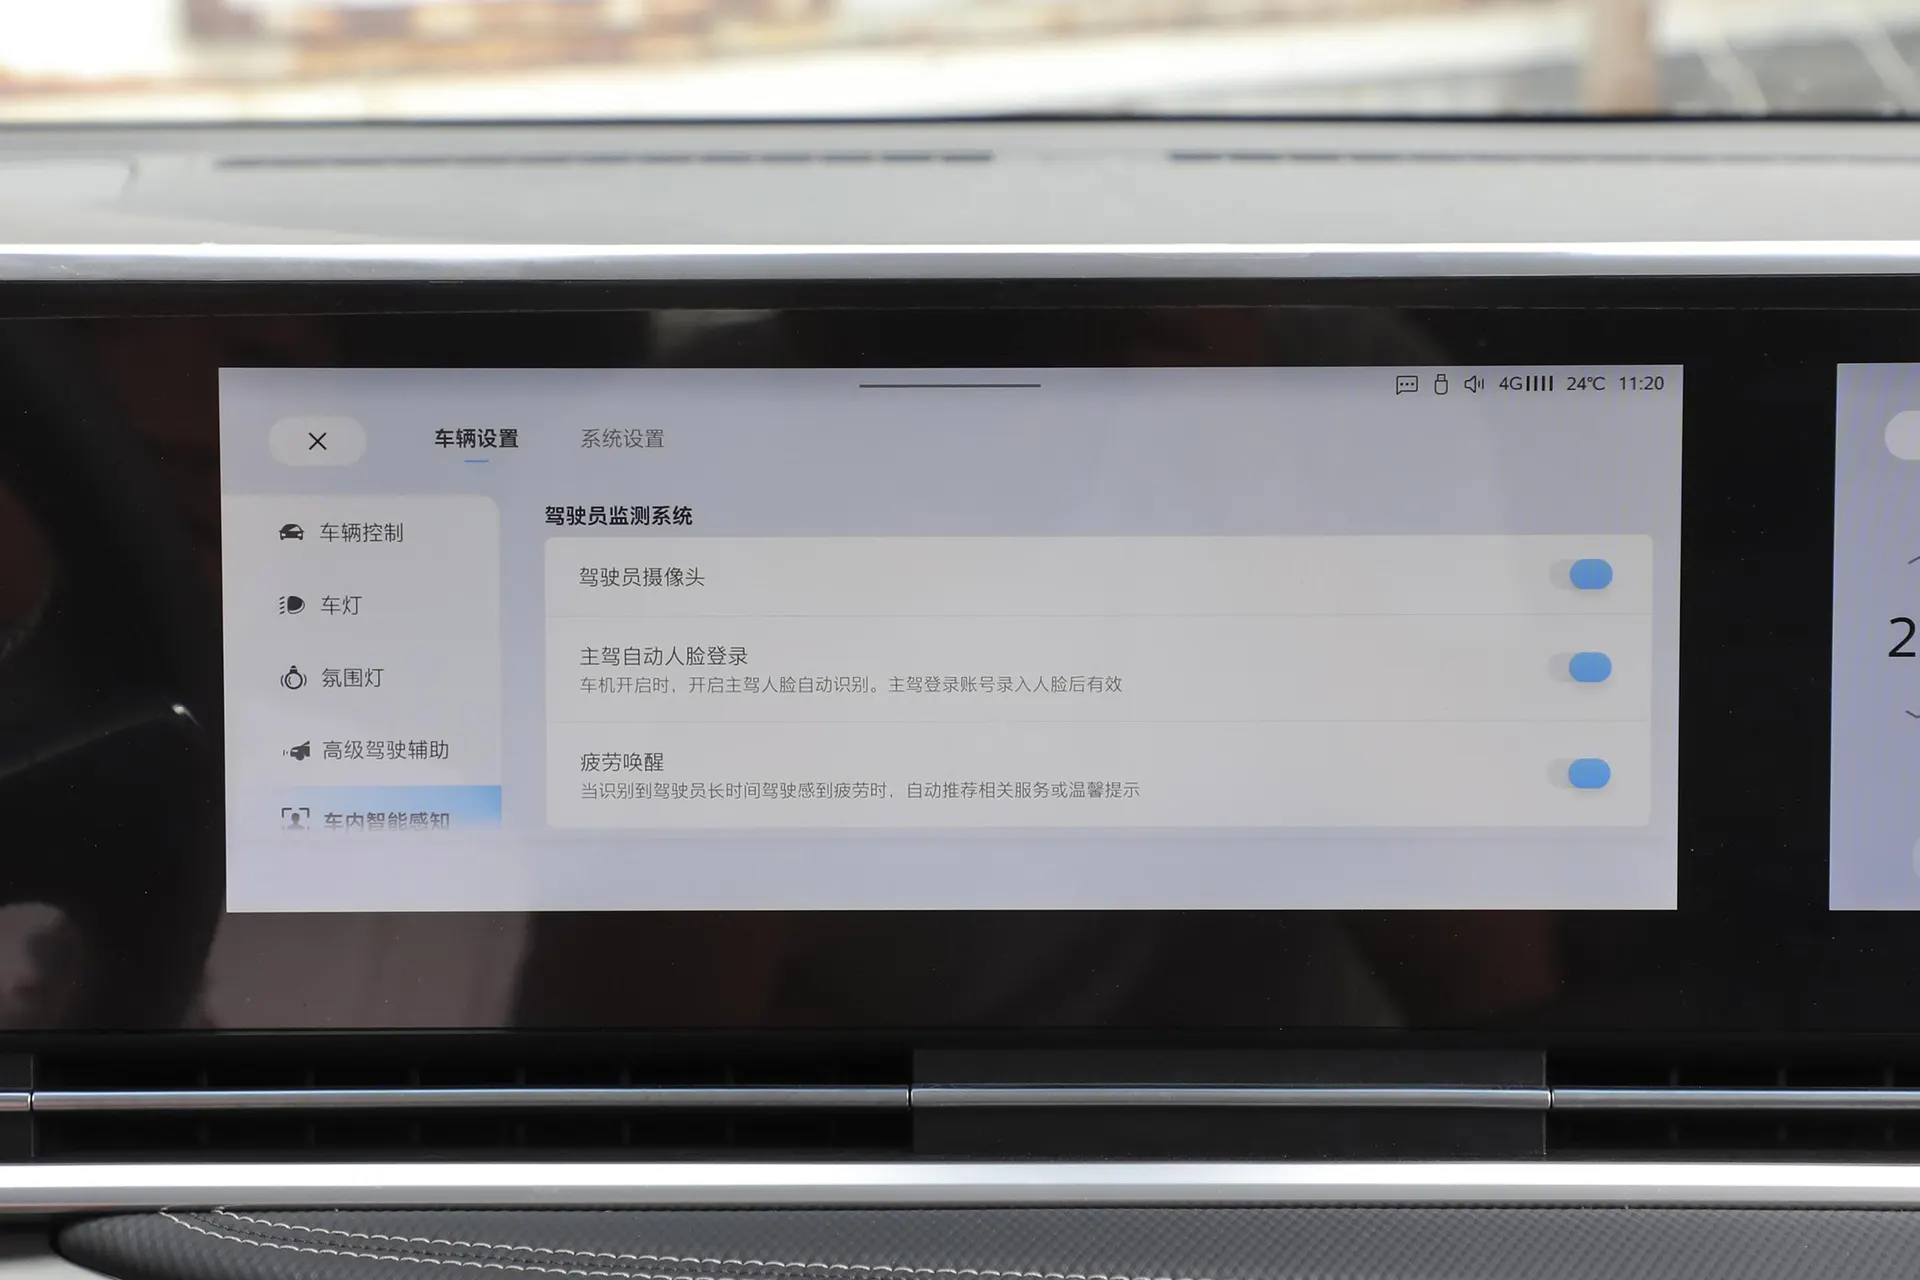 4G 24℃ 11:20
车辆设置 系统设置
车辆控制
车灯
氛围灯
高级驾驶辅助
车内智能感知
驾驶员监测系统
驾驶员摄像头
主驾自动人脸登录
车机开启时，开启主驾人脸自动识别。主驾登录账号录入人脸后有效
疲劳唤醒
当识别到驾驶员长时间驾驶感到疲劳时，自动推荐相关服务或温馨提示
2